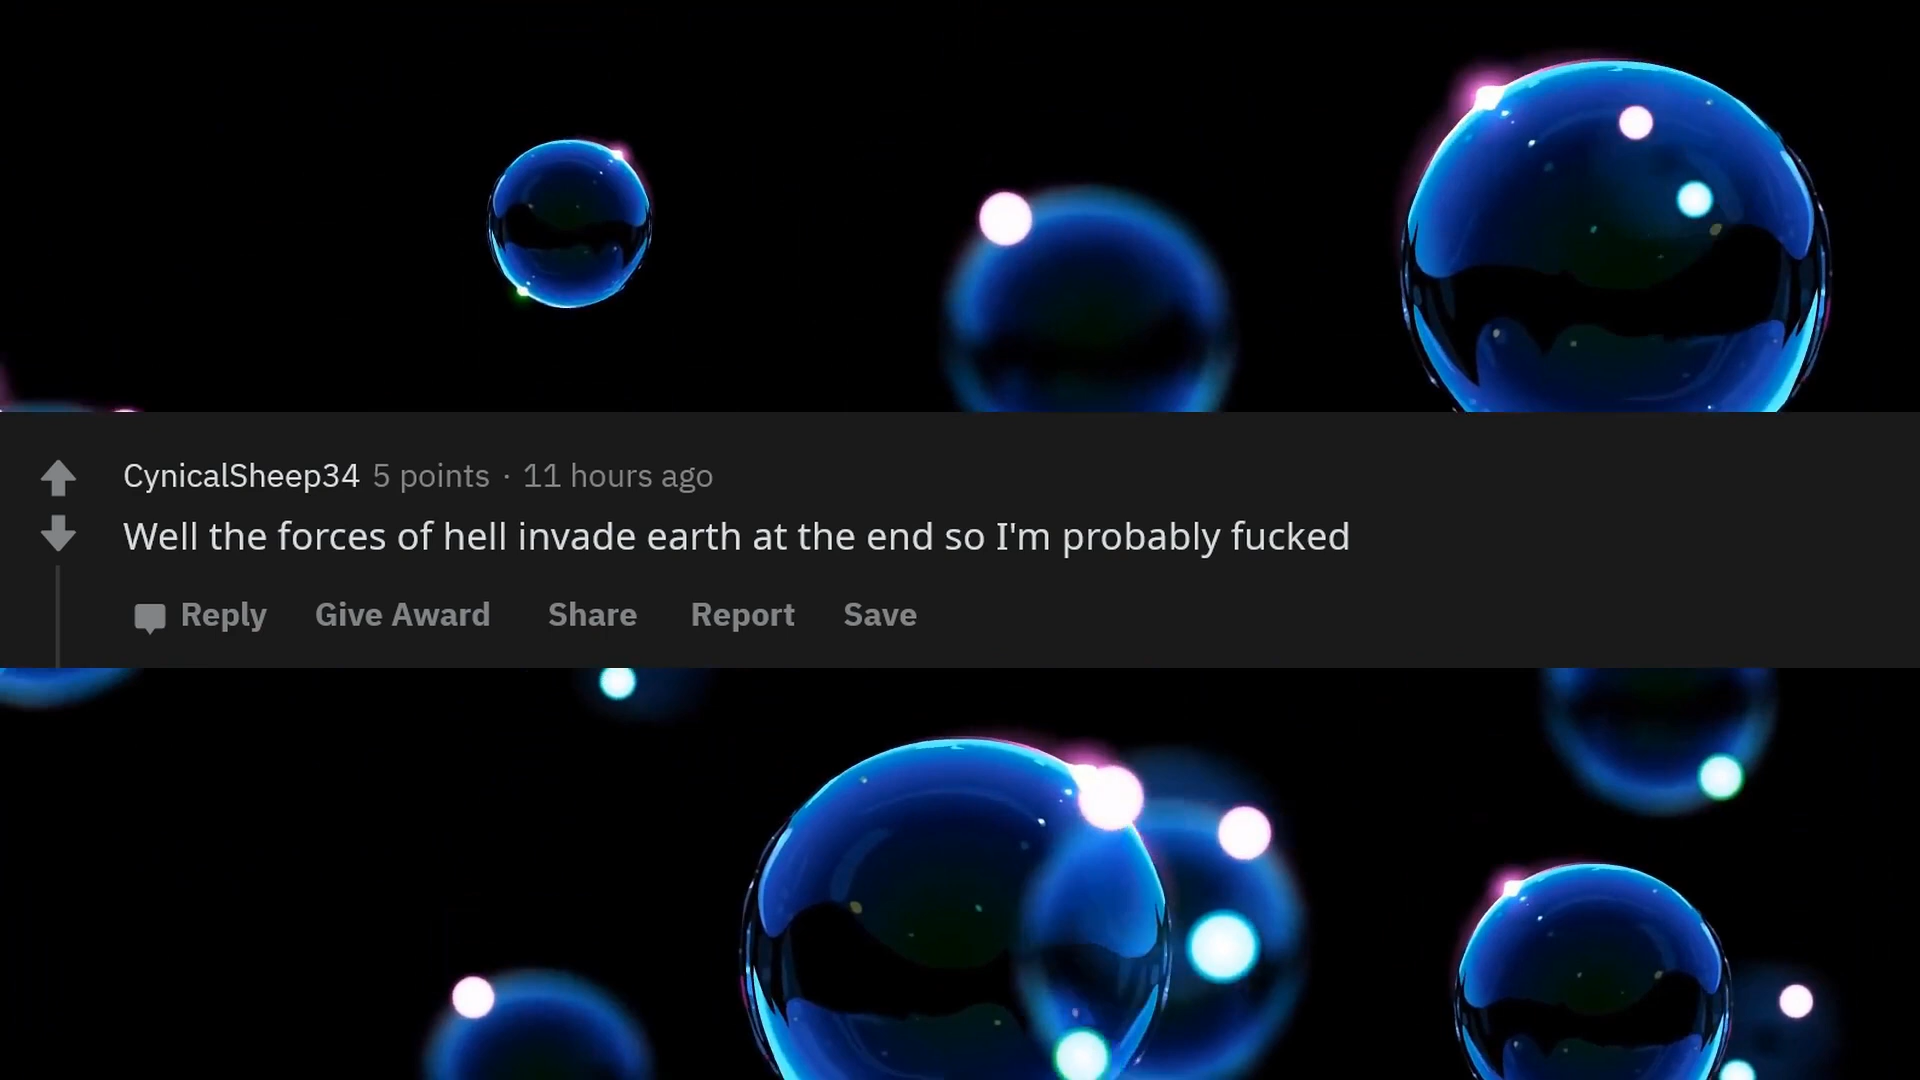 CynicalSheep34 5 points · 11 hours ago
Well the forces of hell invade earth at the end so I'm probably fucked
Reply Give Award Share Report Save